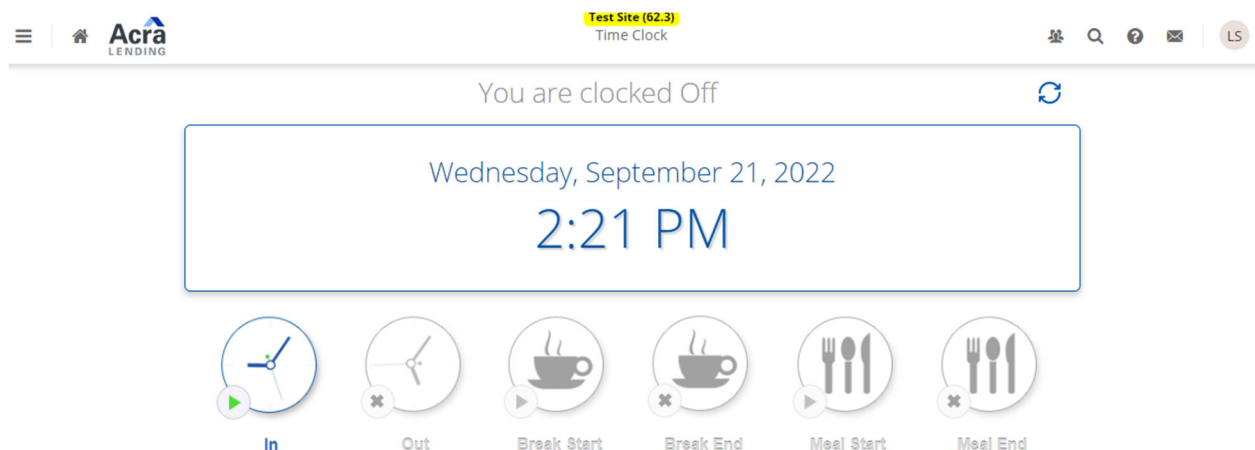 Acra
LENDING
Test Site (62.3)
Time Clock
LS
You are clocked Off
Wednesday, September 21, 2022
2:21 PM
In
Out
Break Start
Break End
Meal Start
Meal End